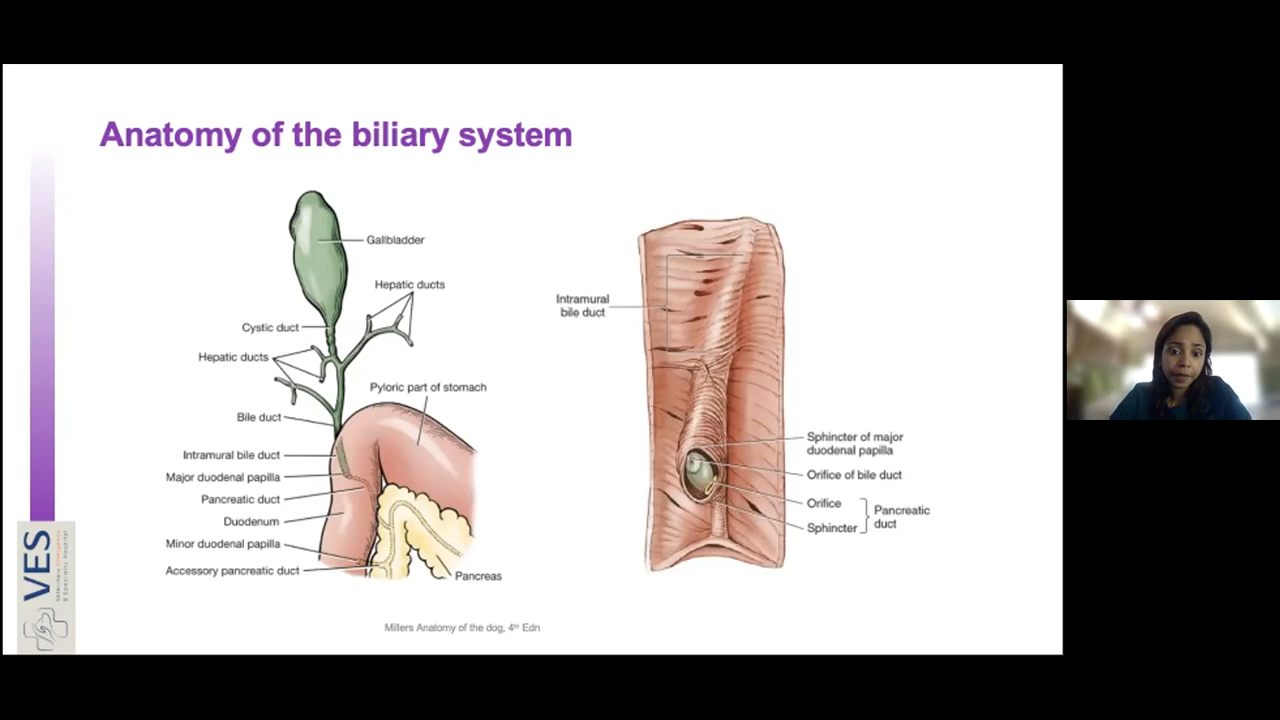 Anatomy of the biliary system
Gallbladder
Hepatic ducts
Cystic duct
Hepatic ducts
Pyloric part of stomach
Bile duct
Intramural bile duct
Major duodenal papilla
Pancreatic duct
Duodenum
Minor duodenal papilla
Accessory pancreatic duct
Pancreas
Intramural
bile duct
Sphincter of major
duodenal papilla
Orifice of bile duct
Orifice
Sphincter
Pancreatic
duct
Millers Anatomy of the dog, 4th Edn
VES
& Specialty Hospital